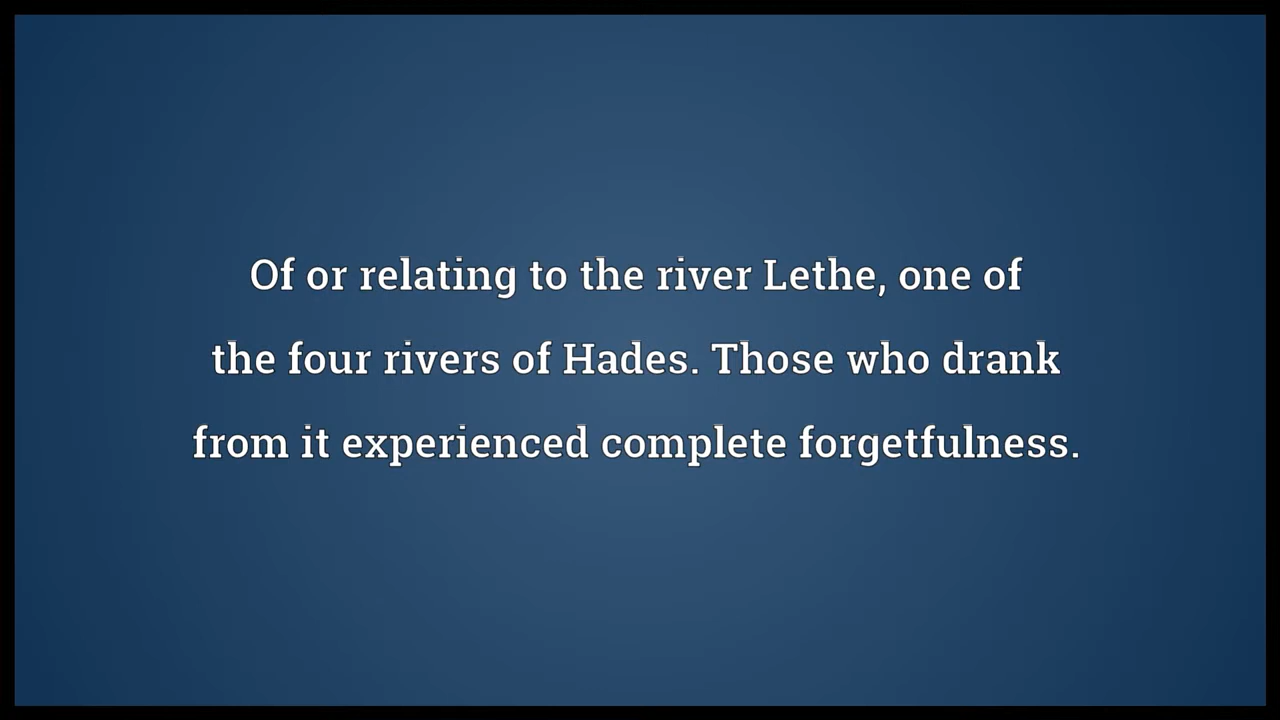 Of or relating to the river Lethe, one of
the four rivers of Hades. Those who drank
from it experienced complete forgetfulness.